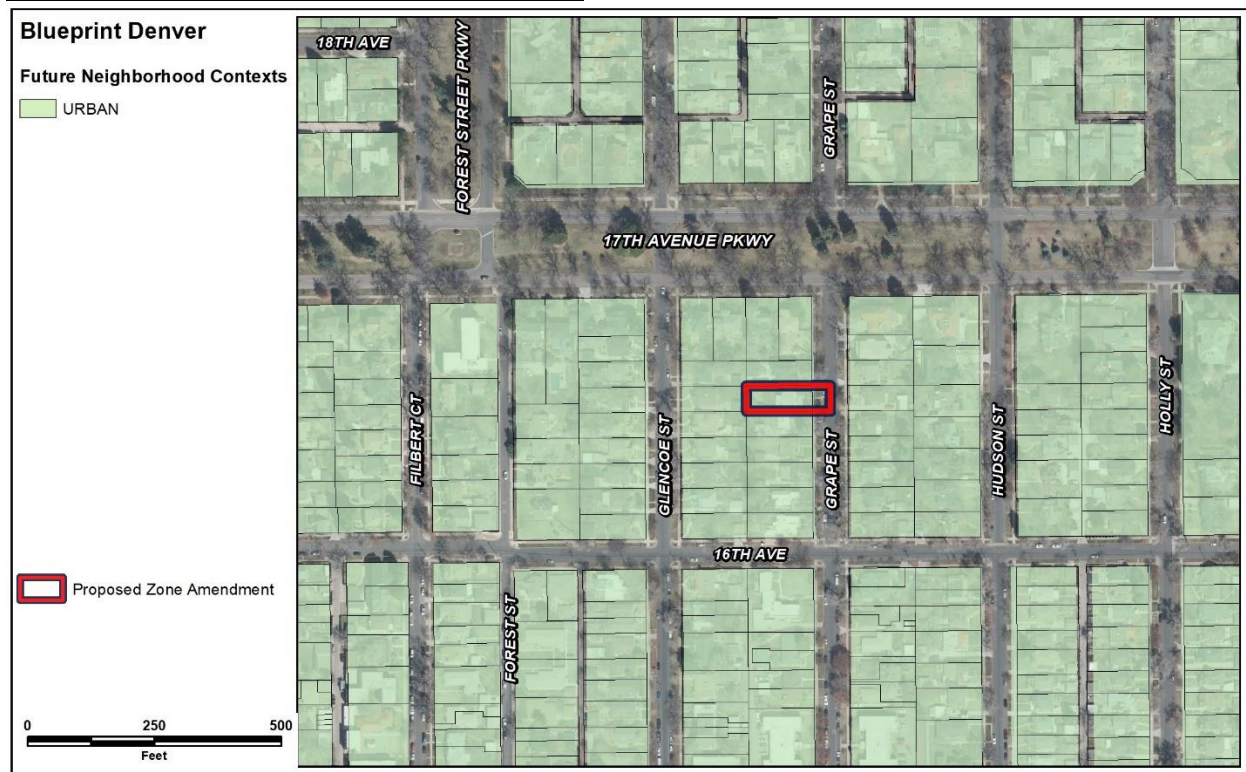 Blueprint Denver
Future Neighborhood Contexts
URBAN
Proposed Zone Amendment
0 250 500
Feet
18TH AVE
FOREST STREET PKWY
GRAPE ST
17TH AVENUE PKWY
FILBERT CT
GLENCOE ST
GRAPE ST
HUDSON ST
HOLLY ST
16TH AVE
FOREST ST